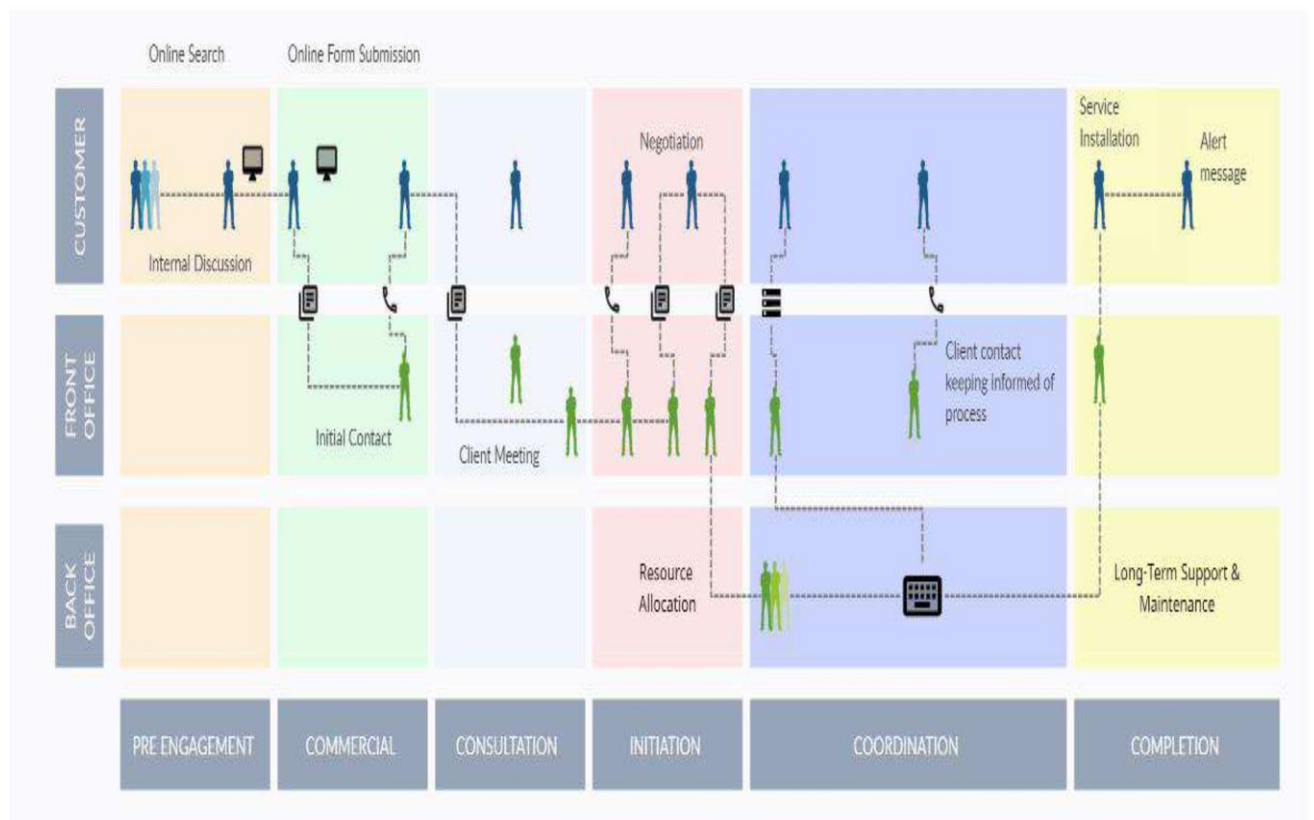 Online Search
Online Form Submission
CUSTOMER
Internal Discussion
Negotiation
Service
Installation
Alert
message
FRONT
OFFICE
Initial Contact
Client Meeting
Client contact
keeping informed of
process
BACK
OFFICE
Resource
Allocation
Long-Term Support &
Maintenance
PRE ENGAGEMENT
COMMERCIAL
CONSULTATION
INITIATION
COORDINATION
COMPLETION